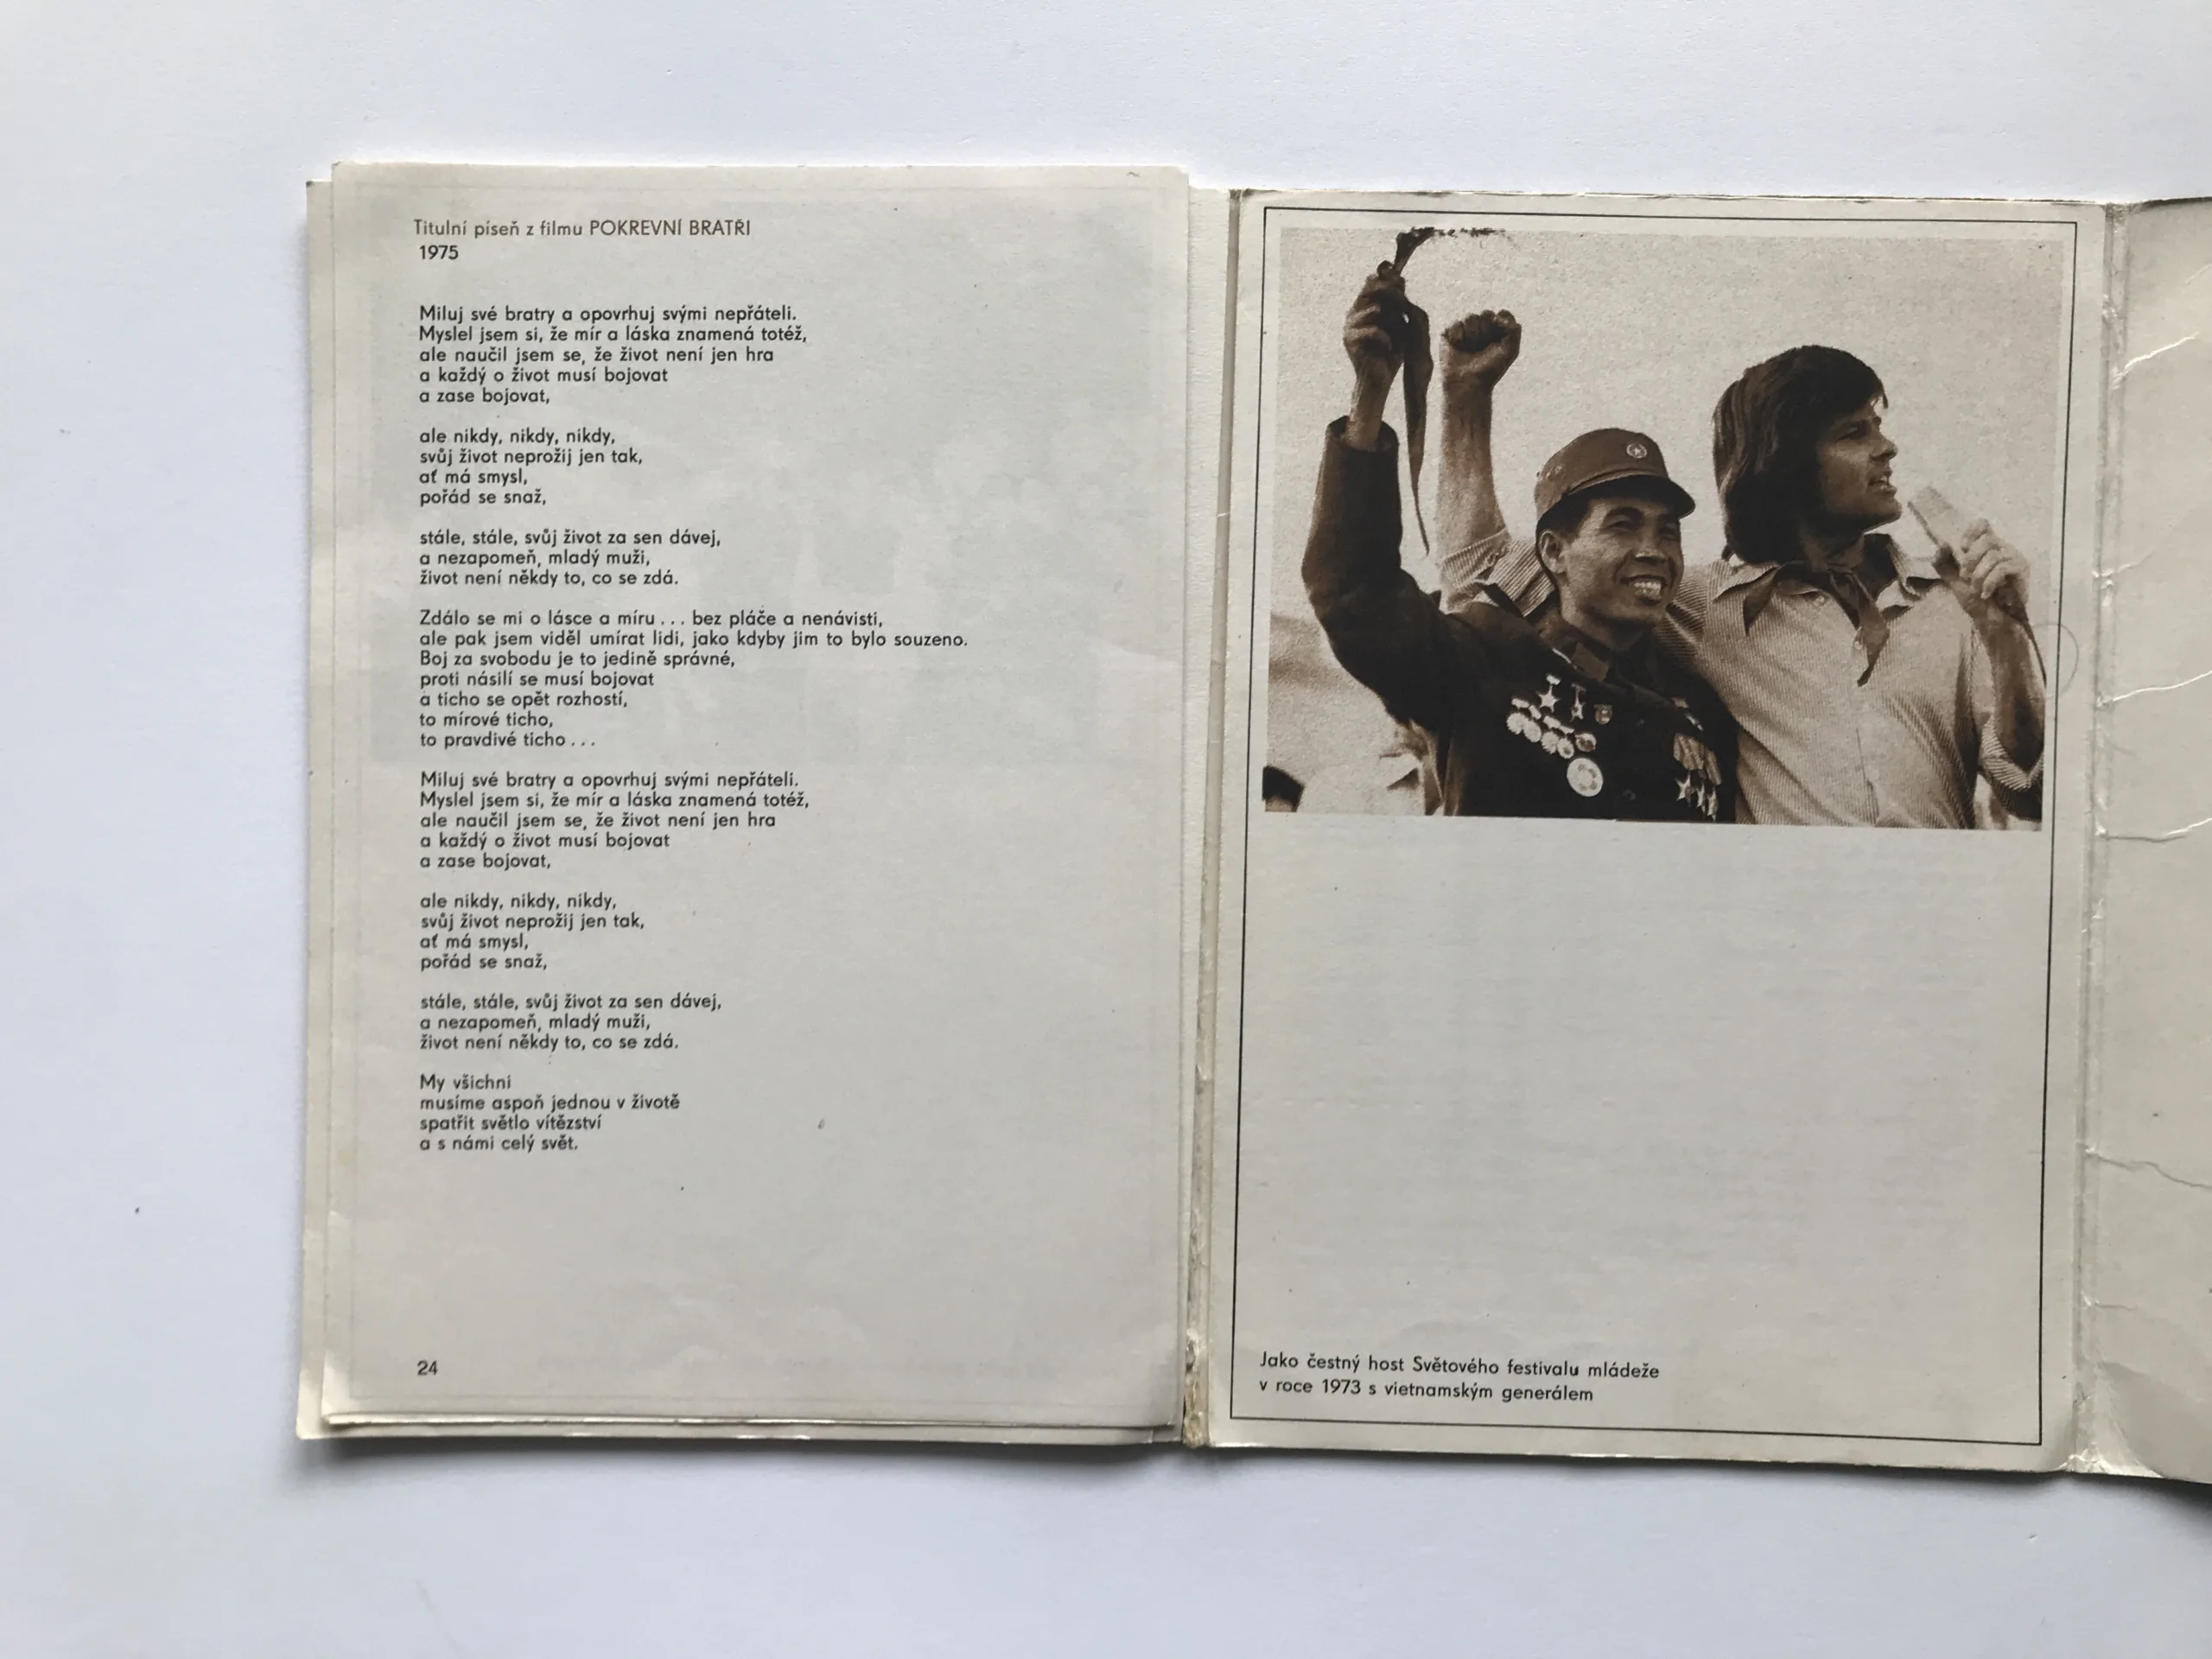 Titulní píseň z filmu POKREVNÍ BRATŘI
1975
Miluj své bratry a opovrhuj svými nepřáteli.
Myslel jsem si, že mír a láska znamená totéž,
ale naučil jsem se, že život není jen hra
a každý o život musí bojovat
a zase bojovat,
ale nikdy, nikdy, nikdy,
svůj život neprožij jen tak,
ať má smysl,
pořád se snaž,
stále, stále, svůj život za sen dávej,
a nezapomeň, mladý muži,
život není někdy to, co se zdá.
Zdálo se mi o lásce a míru... bez pláče a nenávisti,
ale pak jsem viděl umírat lidi, jako kdyby jim to bylo souzeno.
Boj za svobodu je to jedině správné,
proti násilí se musí bojovat
a ticho se opět rozhostí,
to mírové ticho,
to pravdivé ticho...
Miluj své bratry a opovrhuj svými nepřáteli.
Myslel jsem si, že mír a láska znamená totéž,
ale naučil jsem se, že život není jen hra
a každý o život musí bojovat
a zase bojovat,
ale nikdy, nikdy, nikdy,
svůj život neprožij jen tak,
ať má smysl,
pořád se snaž,
stále, stále, svůj život za sen dávej,
a nezapomeň, mladý muži,
život není někdy to, co se zdá.
My všichni
musíme aspoň jednou v životě
spatřit světlo vítězství
a s námi celý svět.
24
Jako čestný host Světového festivalu mládeže
v roce 1973 s vietnamským generálem